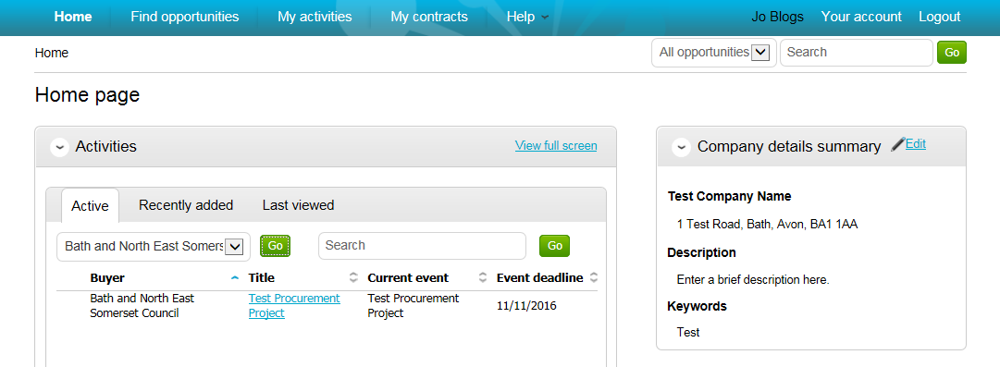 Home Find opportunities My activities My contracts Help Jo Blogs Your account Logout
Home All opportunities Search Go
Home page
Activities View full screen
Active Recently added Last viewed
Bath and North East Somers Go Search Go
Buyer Title Current event Event deadline
Bath and North East Test Procurement Test Procurement
Somerset Council Project Project 11/11/2016
Company details summary Edit
Test Company Name
1 Test Road, Bath, Avon, BA1 1AA
Description
Enter a brief description here.
Keywords
Test